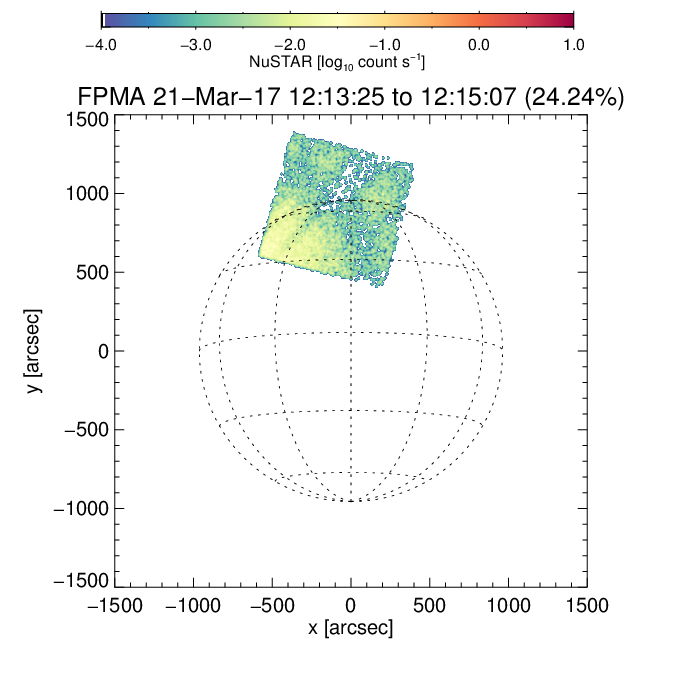 −4.0 −3.0 −2.0 −1.0 0.0 1.0
NuSTAR [log₁₀ count s⁻¹]
FPMA 21−Mar−17 12:13:25 to 12:15:07 (24.24%)
1500
1000
500
0
−500
−1000
−1500
y [arcsec]
−1500 −1000 −500 0 500 1000 1500
x [arcsec]